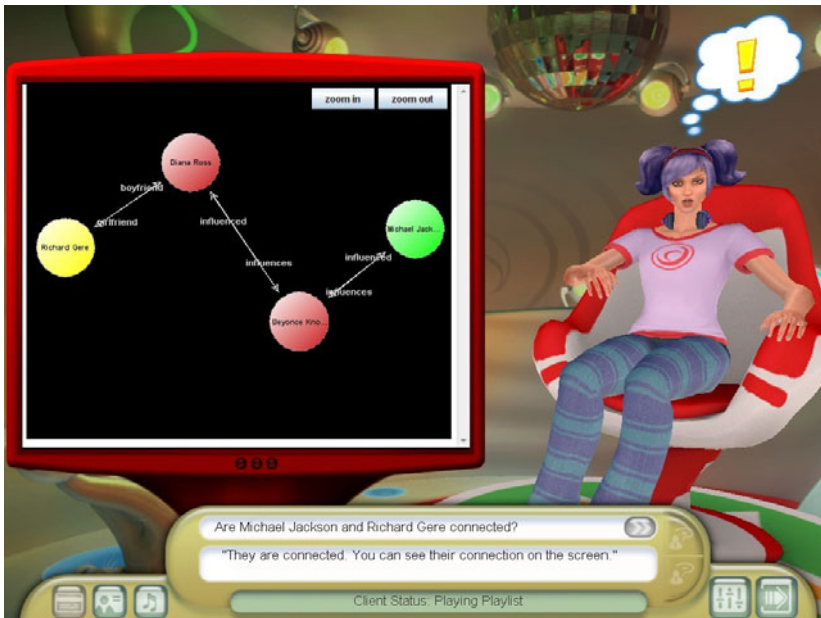 zoom in
zoom out
Diana Ross
boyfriend
girlfriend
Richard Gere
influenced
Michael Jack...
influenced
influences
influences
Beyonce Kno...
Are Michael Jackson and Richard Gere connected?
"They are connected. You can see their connection on the screen."
Client Status: Playing Playlist